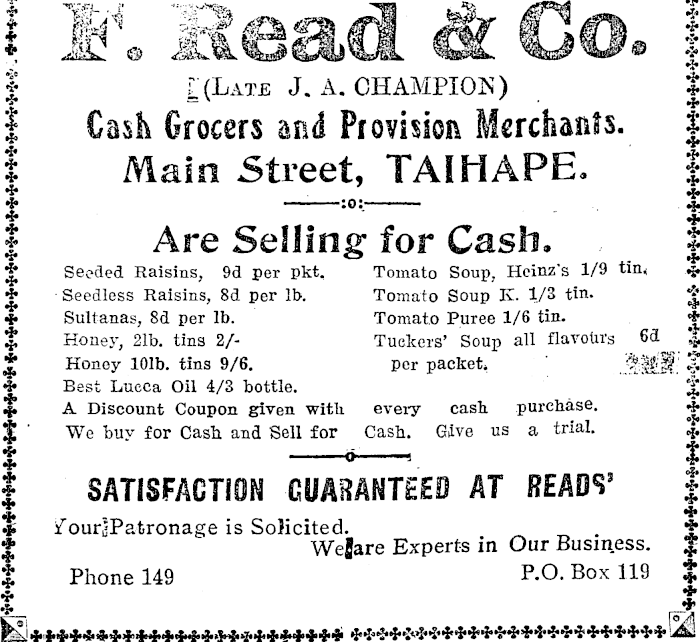 F. Read & Co.
(LATE J. A. CHAMPION)
Cash Grocers and Provision Merchants.
Main Street, TAIHAPE.
:o:
Are Selling for Cash.
Seeded Raisins, 9d per pkt.
Seedless Raisins, 8d per lb.
Sultanas, 8d per lb.
Honey, 2lb. tins 2/-
Honey 10lb. tins 9/6.
Best Lucca Oil 4/3 bottle.
Tomato Soup, Heinz's 1/9 tin.
Tomato Soup K. 1/3 tin.
Tomato Puree 1/6 tin.
Tuckers' Soup all flavours 6d
per packet.
A Discount Coupon given with every cash purchase.
We buy for Cash and Sell for Cash. Give us a trial.
o
SATISFACTION GUARANTEED AT READS'
Your Patronage is Solicited.
We are Experts in Our Business.
Phone 149
P.O. Box 119